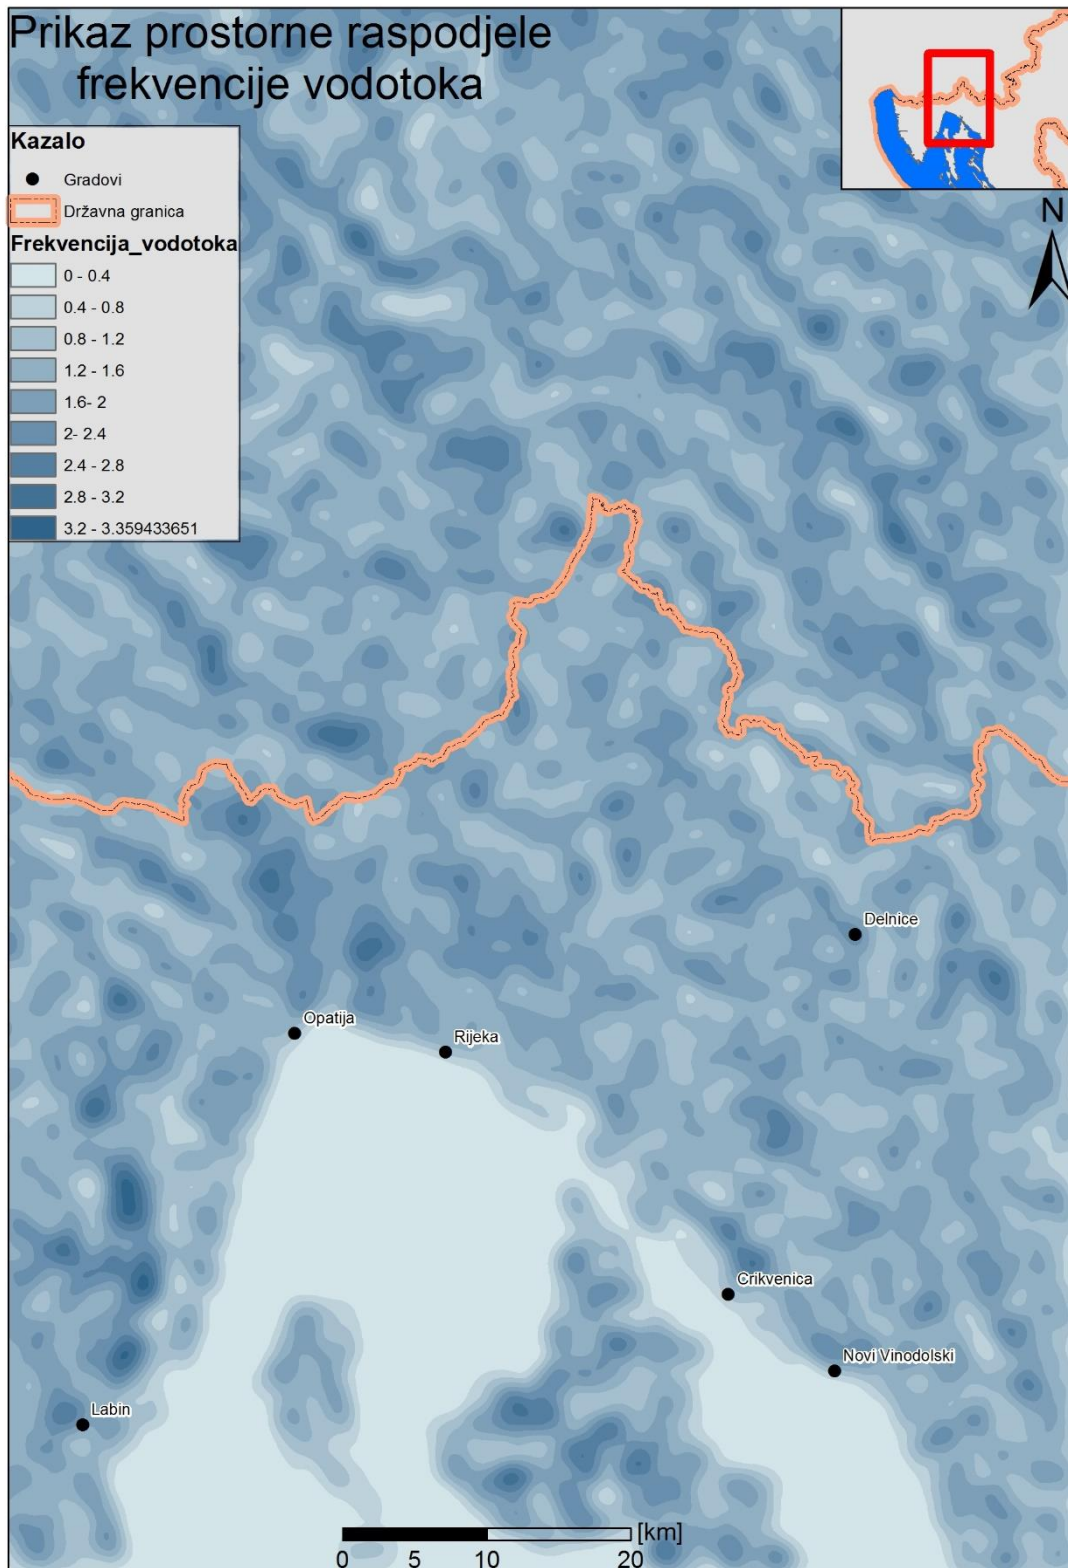 Prikaz prostorne raspodjele
frekvencije vodotoka
Kazalo
Gradovi
Državna granica
Frekvencija_vodotoka
0 - 0.4
0.4 - 0.8
0.8 - 1.2
1.2 - 1.6
1.6- 2
2- 2.4
2.4 - 2.8
2.8 - 3.2
3.2 - 3.359433651
N
Delnice
Opatija
Rijeka
Crikvenica
Novi Vinodolski
Labin
[km]
0 5 10 20